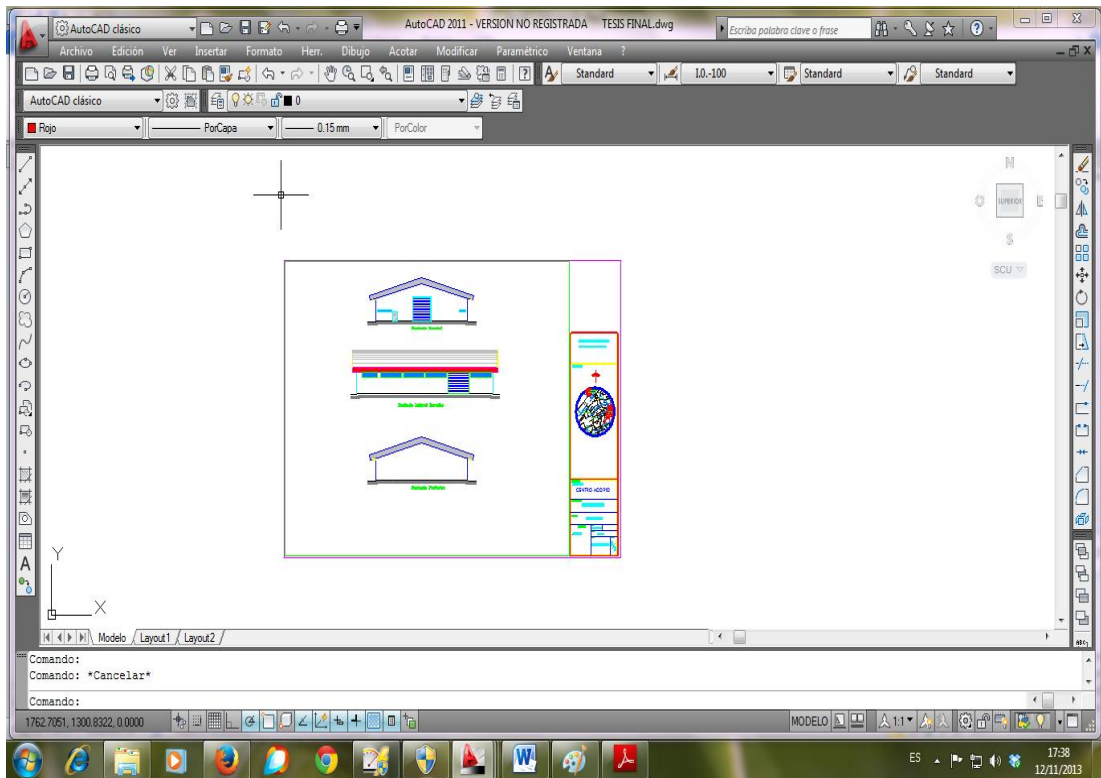 AutoCAD clásico
AutoCAD 2011 - VERSION NO REGISTRADA TESIS FINAL.dwg
Escriba palabra clave o frase
Archivo Edición Ver Insertar Formato Herr. Dibujo Acotar Modificar Paramétrico Ventana ?
Standard
Standard
Standard
AutoCAD clásico
0
Rojo
PorCapa
0.15 mm
PorColor
N
O SUPERIOR E
S
SCU
CENTRO ACOPIO
Y
X
A
Modelo Layout1 Layout2
Comando:
Comando: *Cancelar*
Comando:
1762.7051, 1300.8322, 0.0000
MODELO
1:1
ES
17:38
12/11/2013